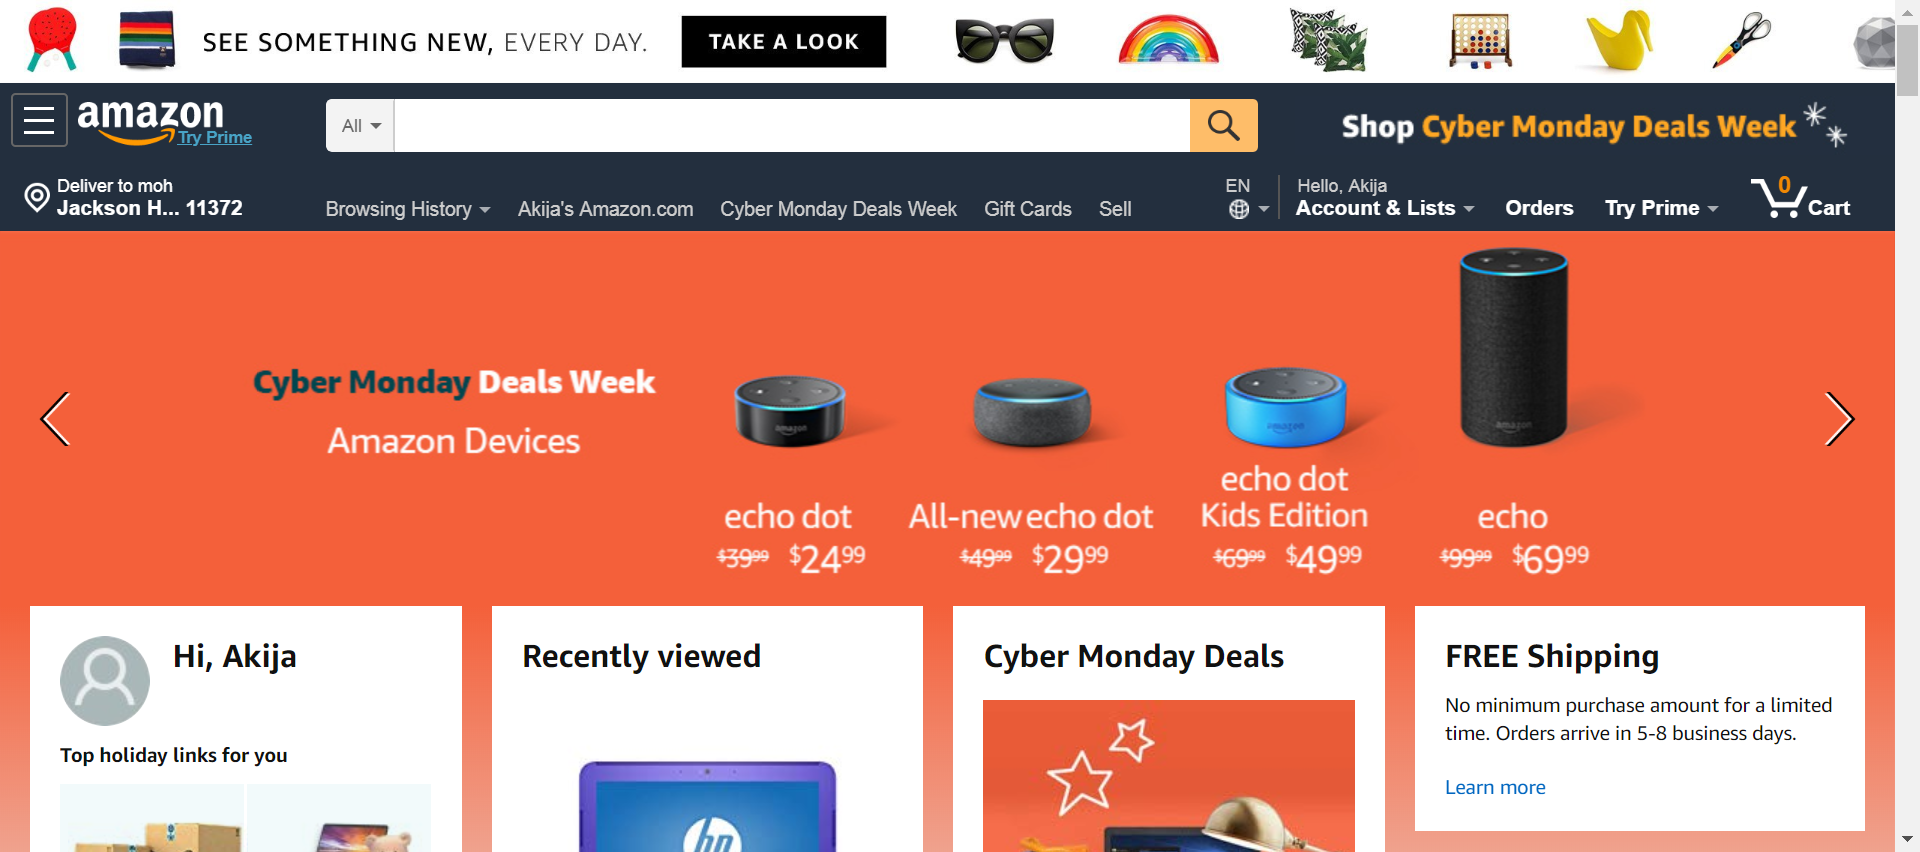 SEE SOMETHING NEW, EVERY DAY.
TAKE A LOOK
amazon
Try Prime
All
Shop Cyber Monday Deals Week
Deliver to moh
Jackson H... 11372
Browsing History
Akija's Amazon.com
Cyber Monday Deals Week
Gift Cards
Sell
EN
Hello, Akija
Account & Lists
Orders
Try Prime
0
Cart
Cyber Monday Deals Week
Amazon Devices
amazon
amazon
amazon
echo dot
$39.99 $24.99
All-new echo dot
$49.99 $29.99
echo dot
Kids Edition
$69.99 $49.99
echo
$99.99 $69.99
Hi, Akija
Top holiday links for you
Recently viewed
hp
Cyber Monday Deals
FREE Shipping
No minimum purchase amount for a limited
time. Orders arrive in 5-8 business days.
Learn more